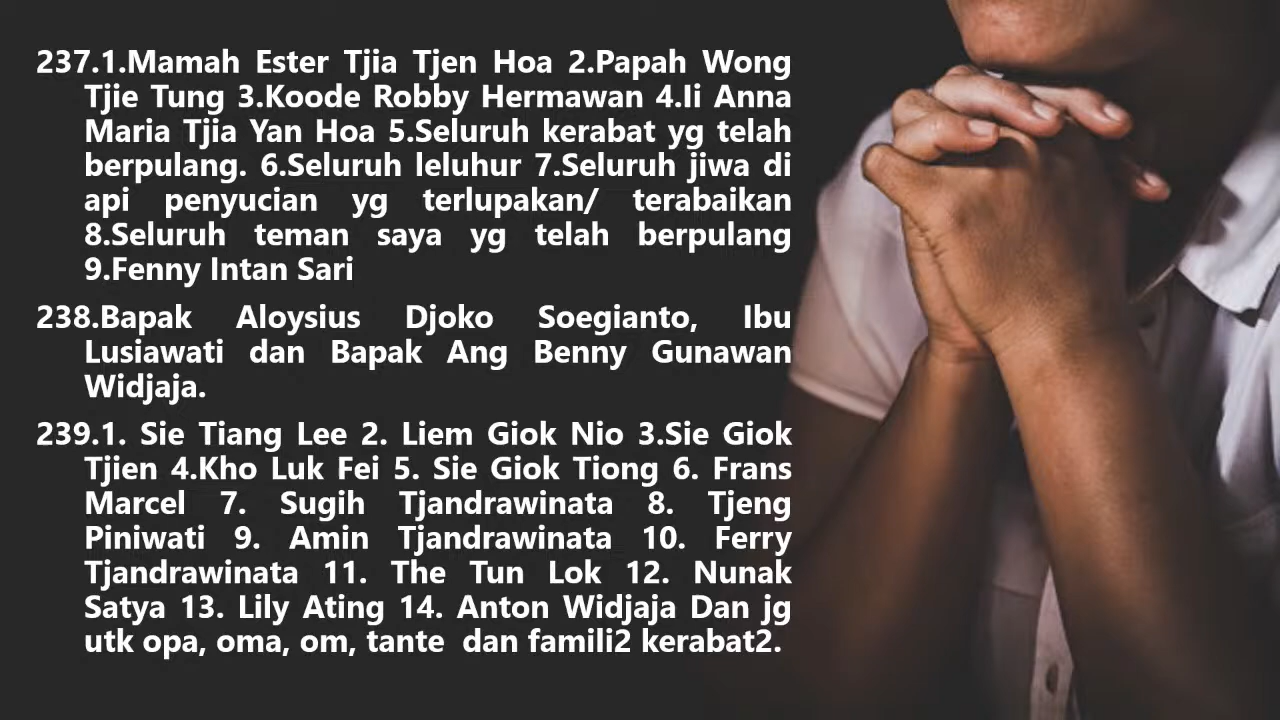 237.1.Mamah Ester Tjia Tjen Hoa 2.Papah Wong
Tjie Tung 3.Koode Robby Hermawan 4.Ii Anna
Maria Tjia Yan Hoa 5.Seluruh kerabat yg telah
berpulang. 6.Seluruh leluhur 7.Seluruh jiwa di
api penyucian yg terlupakan/ terabaikan
8.Seluruh teman saya yg telah berpulang
9.Fenny Intan Sari
238.Bapak Aloysius Djoko Soegianto, Ibu
Lusiawati dan Bapak Ang Benny Gunawan
Widjaja.
239.1. Sie Tiang Lee 2. Liem Giok Nio 3.Sie Giok
Tjien 4.Kho Luk Fei 5. Sie Giok Tiong 6. Frans
Marcel 7. Sugih Tjandrawinata 8. Tjeng
Piniwati 9. Amin Tjandrawinata 10. Ferry
Tjandrawinata 11. The Tun Lok 12. Nunak
Satya 13. Lily Ating 14. Anton Widjaja Dan jg
utk opa, oma, om, tante  dan famili2 kerabat2.